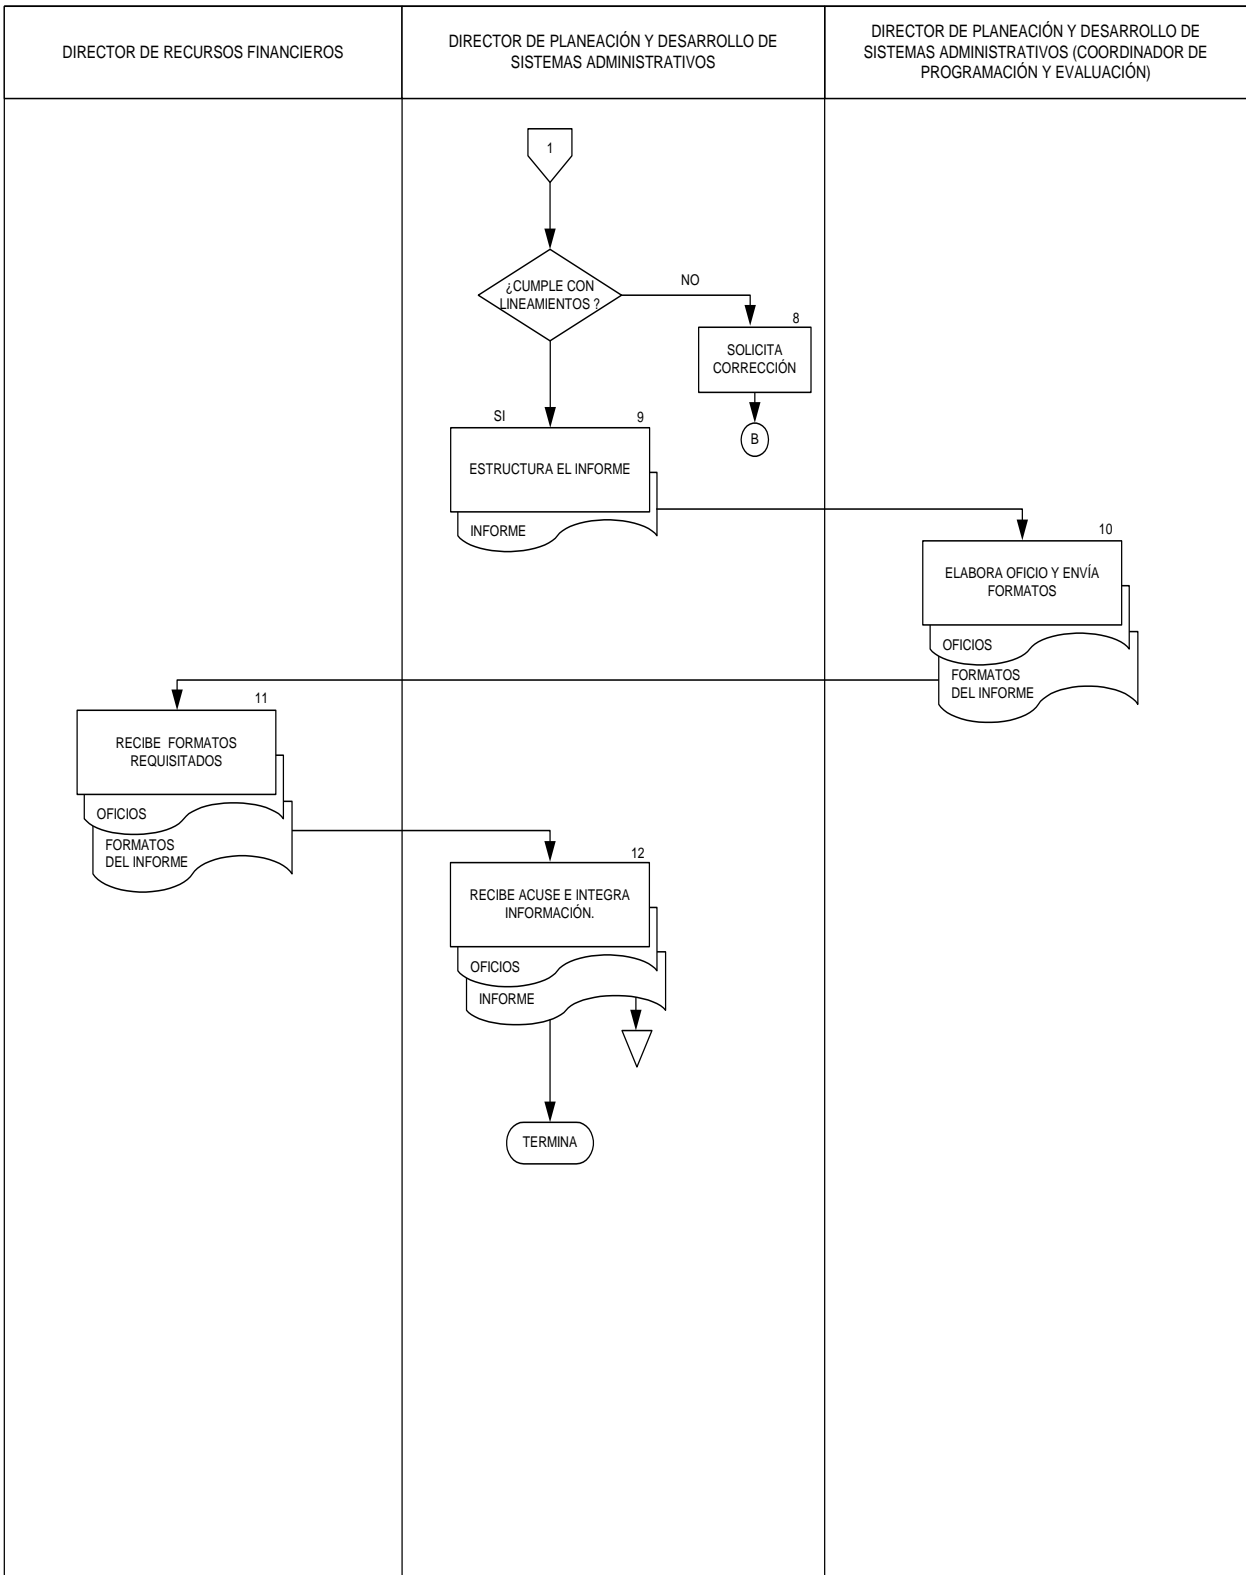 DIRECTOR DE RECURSOS FINANCIEROS
DIRECTOR DE PLANEACIÓN Y DESARROLLO DE
SISTEMAS ADMINISTRATIVOS
DIRECTOR DE PLANEACIÓN Y DESARROLLO DE
SISTEMAS ADMINISTRATIVOS (COORDINADOR DE
PROGRAMACIÓN Y EVALUACIÓN)
1
¿CUMPLE CON
LINEAMIENTOS ?
NO
8
SOLICITA
CORRECCIÓN
B
SI
9
ESTRUCTURA EL INFORME
INFORME
10
ELABORA OFICIO Y ENVÍA
FORMATOS
OFICIOS
FORMATOS
DEL INFORME
11
RECIBE FORMATOS
REQUISITADOS
OFICIOS
FORMATOS
DEL INFORME
12
RECIBE ACUSE E INTEGRA
INFORMACIÓN.
OFICIOS
INFORME
TERMINA